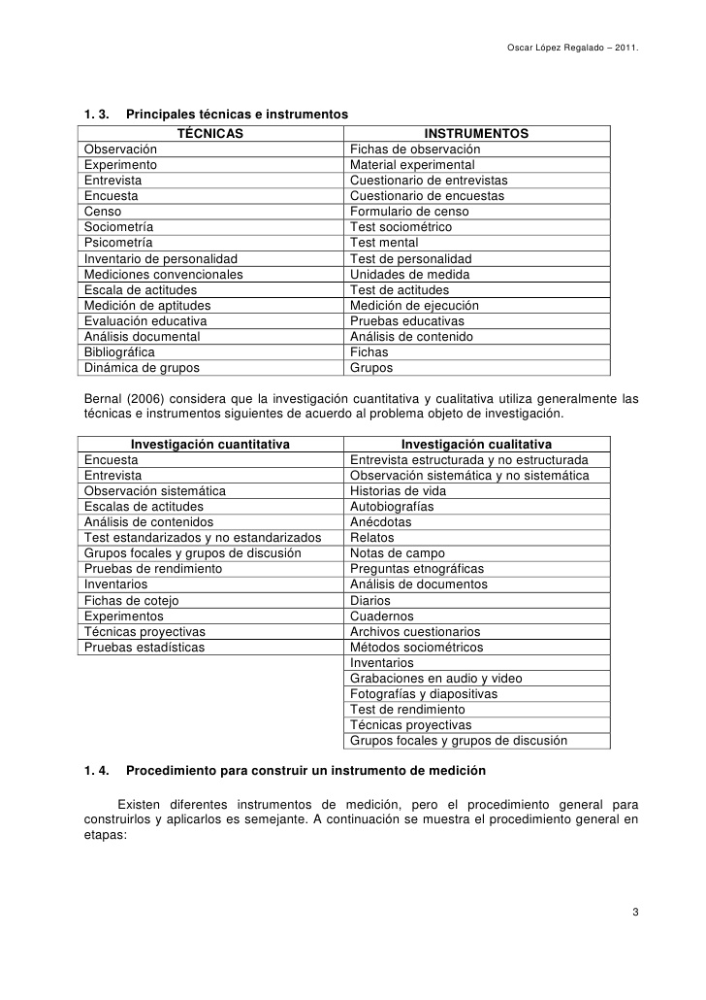 Oscar López Regalado – 2011.
1. 3. Principales técnicas e instrumentos
TÉCNICAS INSTRUMENTOS
Observación Fichas de observación
Experimento Material experimental
Entrevista Cuestionario de entrevistas
Encuesta Cuestionario de encuestas
Censo Formulario de censo
Sociometría Test sociométrico
Psicometría Test mental
Inventario de personalidad Test de personalidad
Mediciones convencionales Unidades de medida
Escala de actitudes Test de actitudes
Medición de aptitudes Medición de ejecución
Evaluación educativa Pruebas educativas
Análisis documental Análisis de contenido
Bibliográfica Fichas
Dinámica de grupos Grupos
Bernal (2006) considera que la investigación cuantitativa y cualitativa utiliza generalmente las
técnicas e instrumentos siguientes de acuerdo al problema objeto de investigación.
Investigación cuantitativa Investigación cualitativa
Encuesta Entrevista estructurada y no estructurada
Entrevista Observación sistemática y no sistemática
Observación sistemática Historias de vida
Escalas de actitudes Autobiografías
Análisis de contenidos Anécdotas
Test estandarizados y no estandarizados Relatos
Grupos focales y grupos de discusión Notas de campo
Pruebas de rendimiento Preguntas etnográficas
Inventarios Análisis de documentos
Fichas de cotejo Diarios
Experimentos Cuadernos
Técnicas proyectivas Archivos cuestionarios
Pruebas estadísticas Métodos sociométricos
Inventarios
Grabaciones en audio y video
Fotografías y diapositivas
Test de rendimiento
Técnicas proyectivas
Grupos focales y grupos de discusión
1. 4. Procedimiento para construir un instrumento de medición
Existen diferentes instrumentos de medición, pero el procedimiento general para
construirlos y aplicarlos es semejante. A continuación se muestra el procedimiento general en
etapas:
3